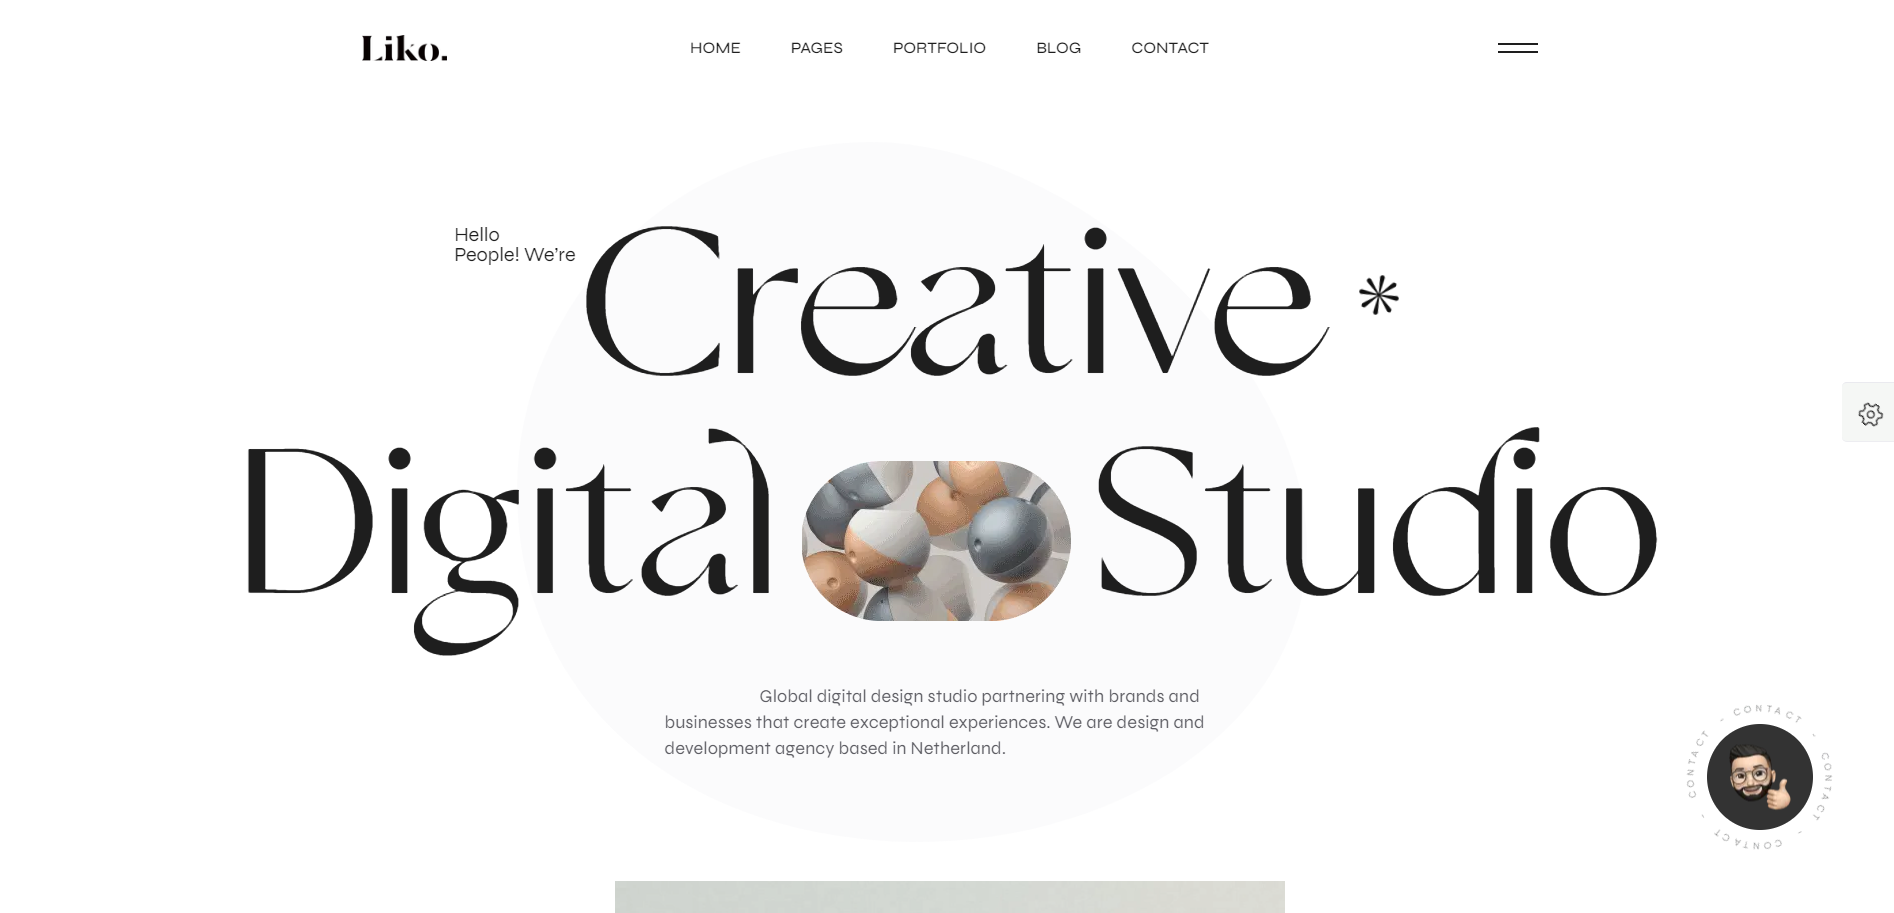 Liko.
HOME PAGES PORTFOLIO BLOG CONTACT
Hello
People! We're
Creative *
Digital Studio
Global digital design studio partnering with brands and
businesses that create exceptional experiences. We are design and
development agency based in Netherland.
- CONTACT - CONTACT - CONTACT - CONTACT